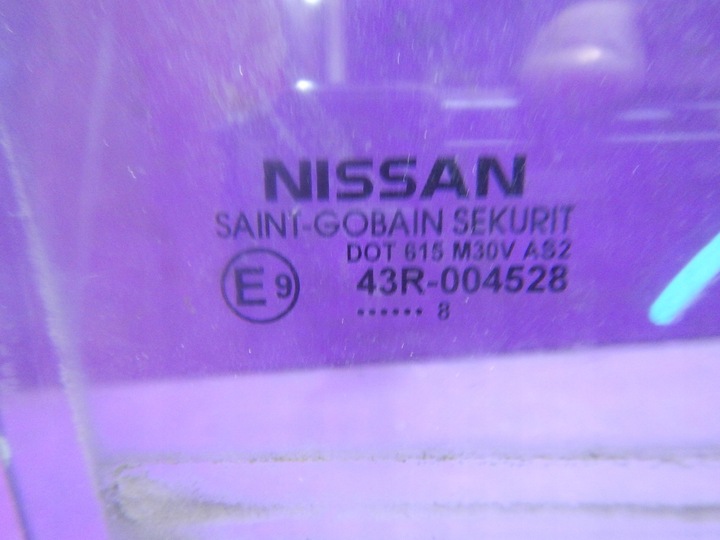 NISSAN
SAINT-GOBAIN SEKURIT
DOT 615 M30V AS2
E9 43R-004528
...... 8